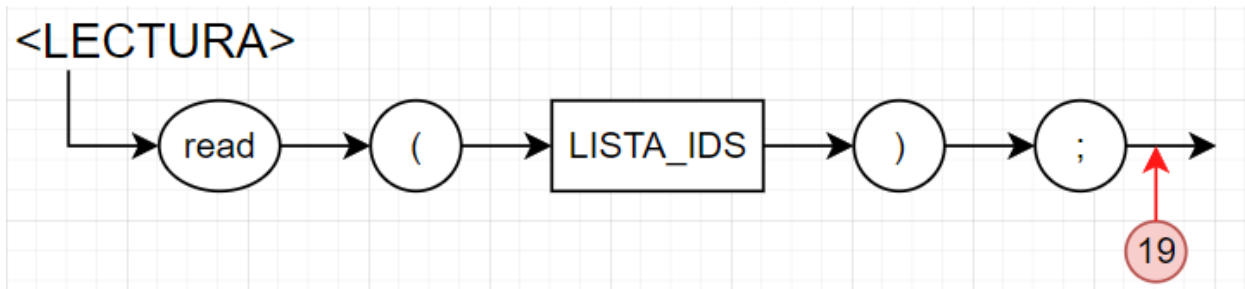 <LECTURA>
read ( LISTA_IDS ) ;
19